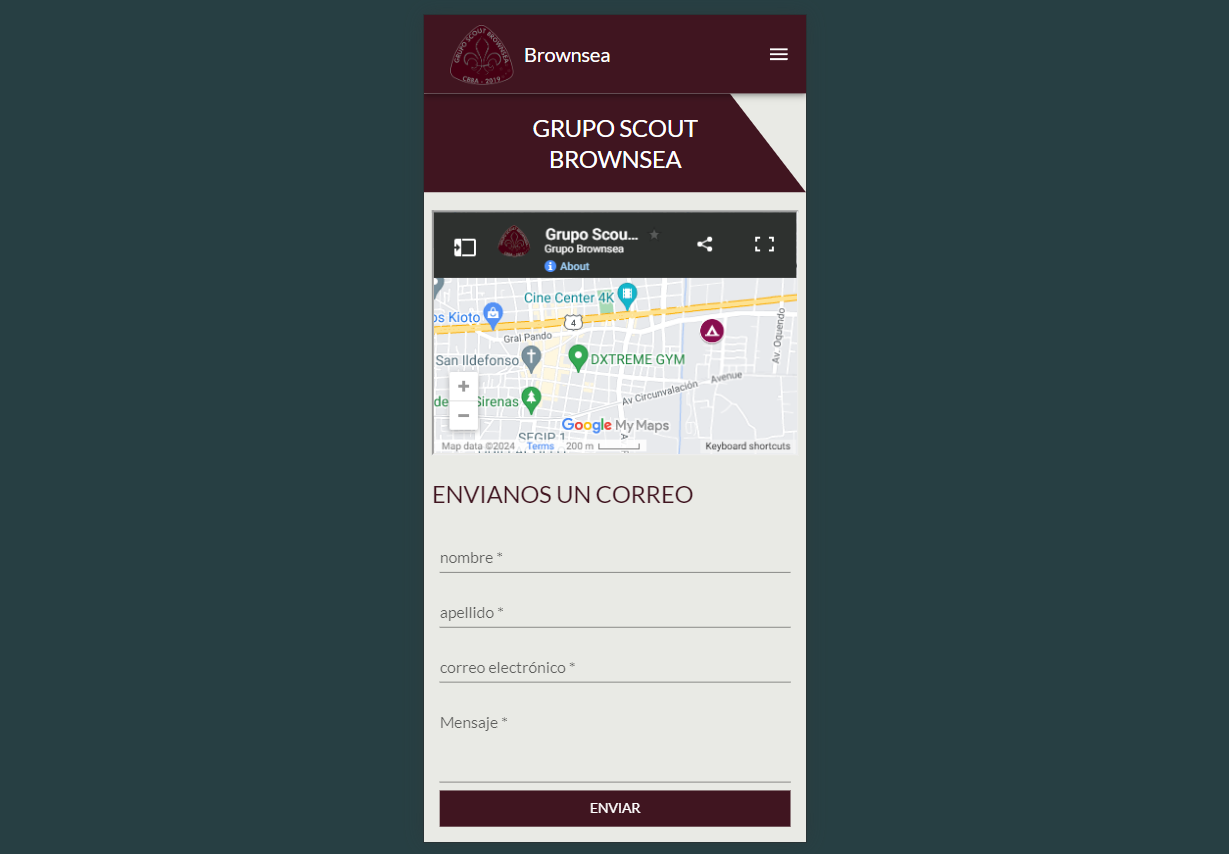 GRUPO SCOUT BROWNSEA
CBBA - 2019
Brownsea
GRUPO SCOUT
BROWNSEA
Grupo Scou...
Grupo Brownsea
About
Cine Center 4K
os Kioto
4
Gral Pando
Av. Oquendo
San Ildefonso
DXTREME GYM
Avenue
Av Circunvalación
de
Sirenas
Google My Maps
SEGIP 1
Map data ©2024
Terms
200 m
Keyboard shortcuts
ENVIANOS UN CORREO
nombre *
apellido *
correo electrónico *
Mensaje *
ENVIAR